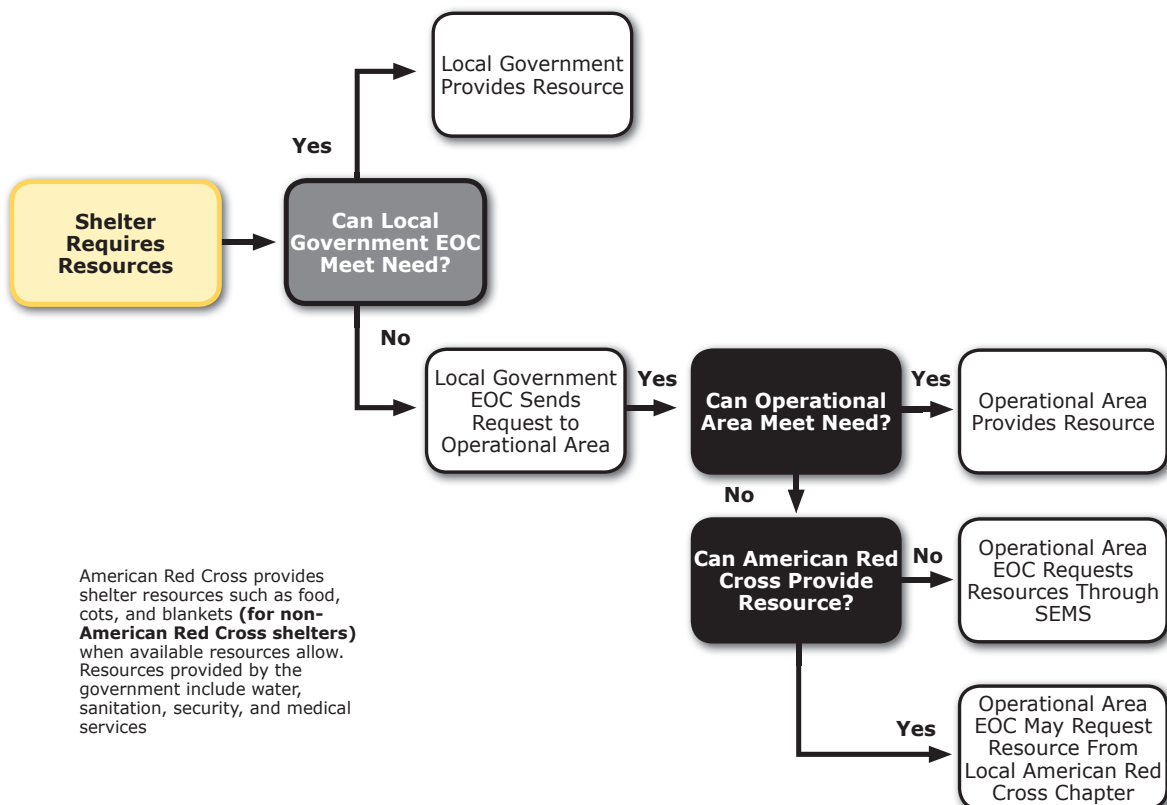 Local Government
Provides Resource
Yes
Shelter
Requires
Resources
Can Local
Government EOC
Meet Need?
No
Local Government
EOC Sends
Request to
Operational Area
Yes
Can Operational
Area Meet Need?
Yes
Operational Area
Provides Resource
No
Can American Red
Cross Provide
Resource?
No
Operational Area
EOC Requests
Resources Through
SEMS
American Red Cross provides
shelter resources such as food,
cots, and blankets (for non-
American Red Cross shelters)
when available resources allow.
Resources provided by the
government include water,
sanitation, security, and medical
services
Yes
Operational Area
EOC May Request
Resource From
Local American Red
Cross Chapter